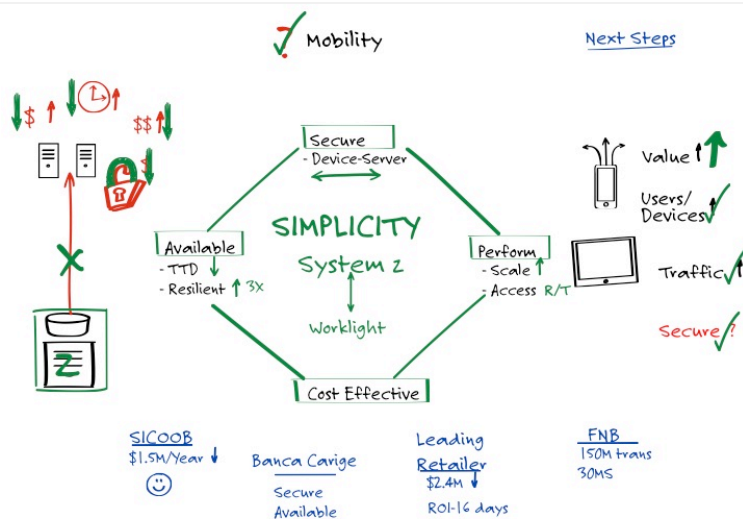 ? Mobility
Next Steps
$
$$
$
Secure
- Device-Server
Value
Users/
Devices
SIMPLICITY
System z
Available
- TTD
- Resilient 3X
Perform
- Scale
- Access R/T
Traffic
Worklight
Secure?
Z
Cost Effective
SICOOB
$1.5M/Year
Banca Carige
Secure
Available
Leading
Retailer
$2.4M
ROI-16 days
FNB
150M trans
30MS